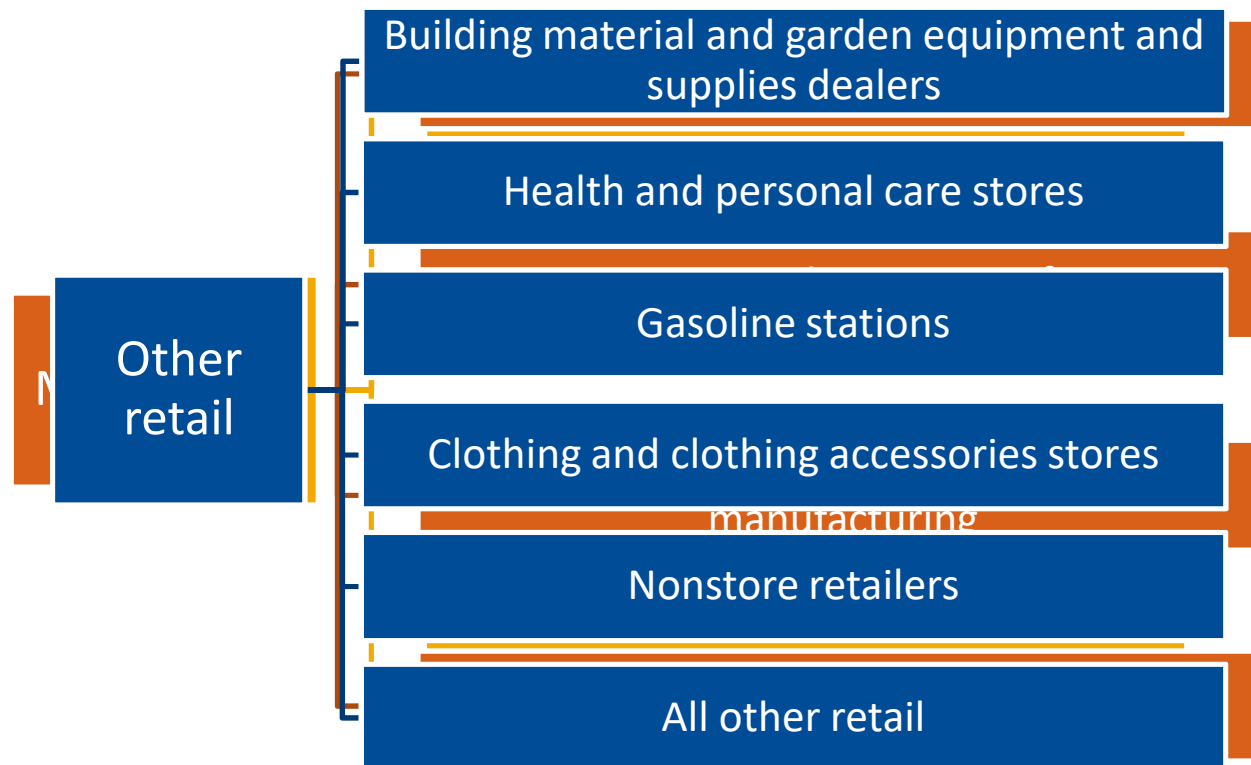 Building material and garden equipment and
supplies dealers
Health and personal care stores
Gasoline stations
Other
retail
Clothing and clothing accessories stores
manufacturing
Nonstore retailers
All other retail